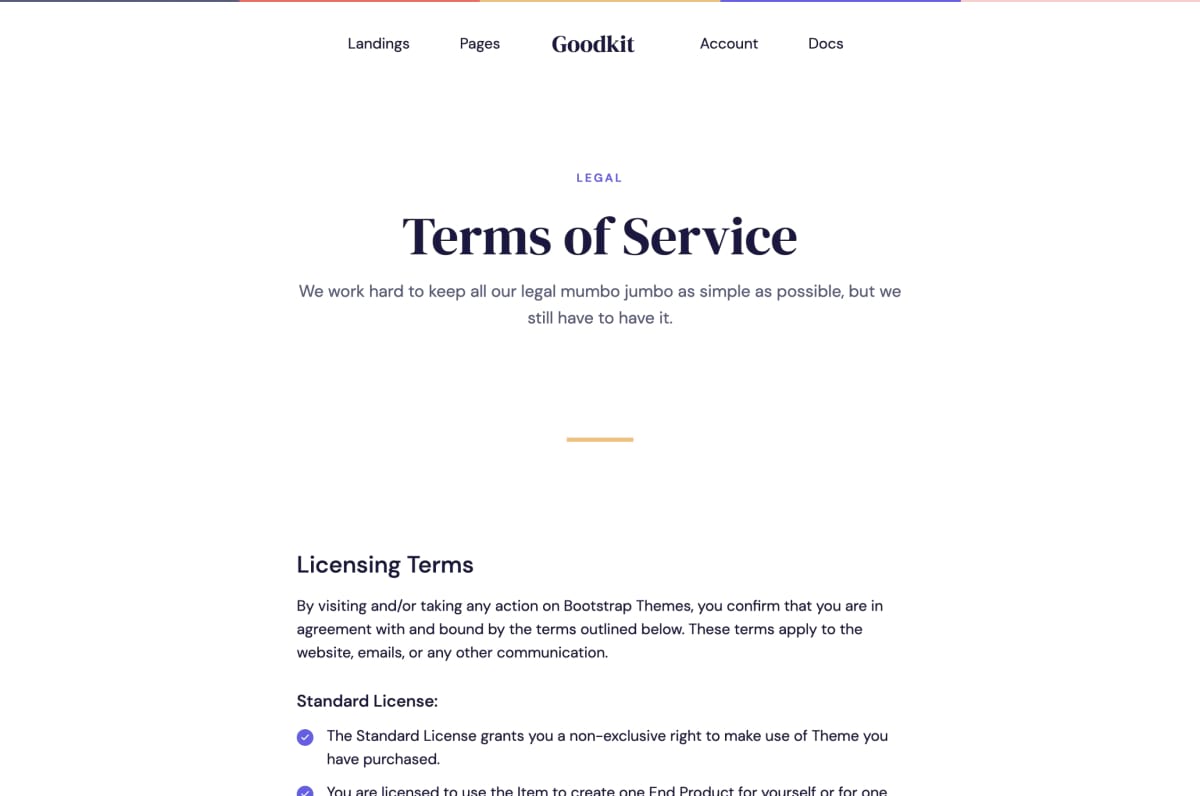 Landings Pages Goodkit Account Docs
LEGAL
Terms of Service
We work hard to keep all our legal mumbo jumbo as simple as possible, but we
still have to have it.
Licensing Terms
By visiting and/or taking any action on Bootstrap Themes, you confirm that you are in
agreement with and bound by the terms outlined below. These terms apply to the
website, emails, or any other communication.
Standard License:
The Standard License grants you a non-exclusive right to make use of Theme you
have purchased.
You are licensed to use the Item to create one End Product for yourself or for one